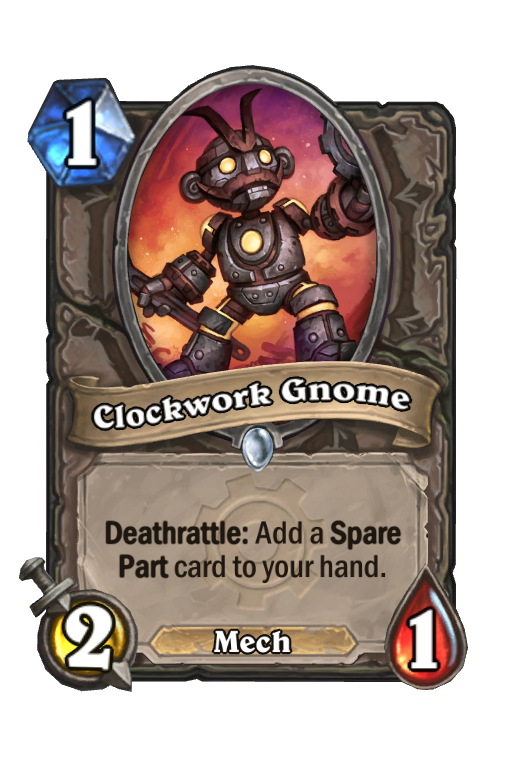 1
Clockwork Gnome
Deathrattle: Add a Spare
Part card to your hand.
2
Mech
1